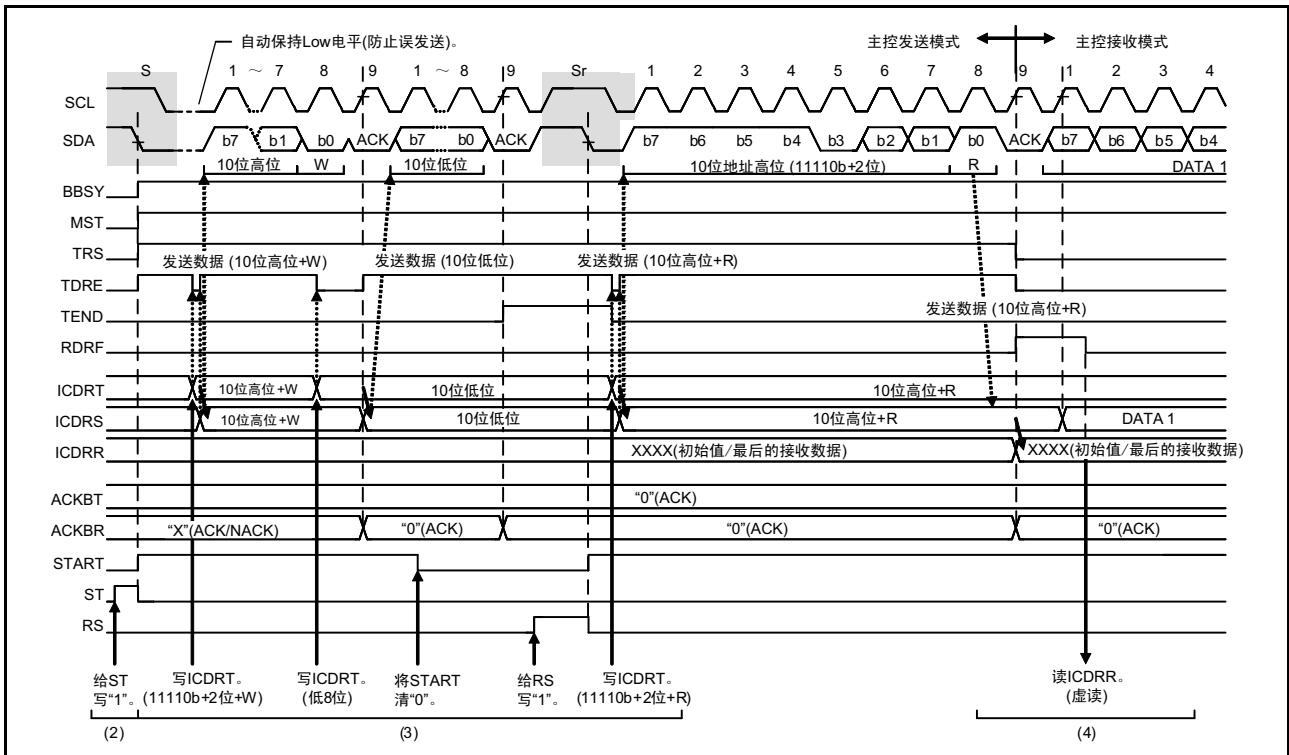 自动保持Low电平(防止误发送)。
主控发送模式 主控接收模式
S 1 ~ 7 8 9 1 ~ 8 9 Sr 1 2 3 4 5 6 7 8 9 1 2 3 4
SCL
SDA b7 b1 b0 ACK b7 b0 ACK b7 b6 b5 b4 b3 b2 b1 b0 ACK b7 b6 b5 b4
10位高位 W 10位低位 10位地址高位 (11110b+2位) R DATA 1
BBSY
MST
TRS
发送数据 (10位高位+W) 发送数据 (10位低位) 发送数据 (10位高位+R)
TDRE
TEND 发送数据 (10位高位+R)
RDRF
ICDRT 10位高位+W 10位低位 10位高位+R
ICDRS 10位高位+W 10位低位 10位高位+R DATA 1
ICDRR XXXX(初始值/最后的接收数据) XXXX(初始值/最后的接收数据)
ACKBT “0”(ACK)
ACKBR “X”(ACK/NACK) “0”(ACK) “0”(ACK) “0”(ACK)
START
ST
RS
给ST 写ICDRT。 写ICDRT。 将START 给RS 写ICDRT。 读ICDRR。
写“1”。 (11110b+2位+W) (低8位) 清“0”。 写“1”。 (11110b+2位+R) (虚读)
(2) (3) (4)